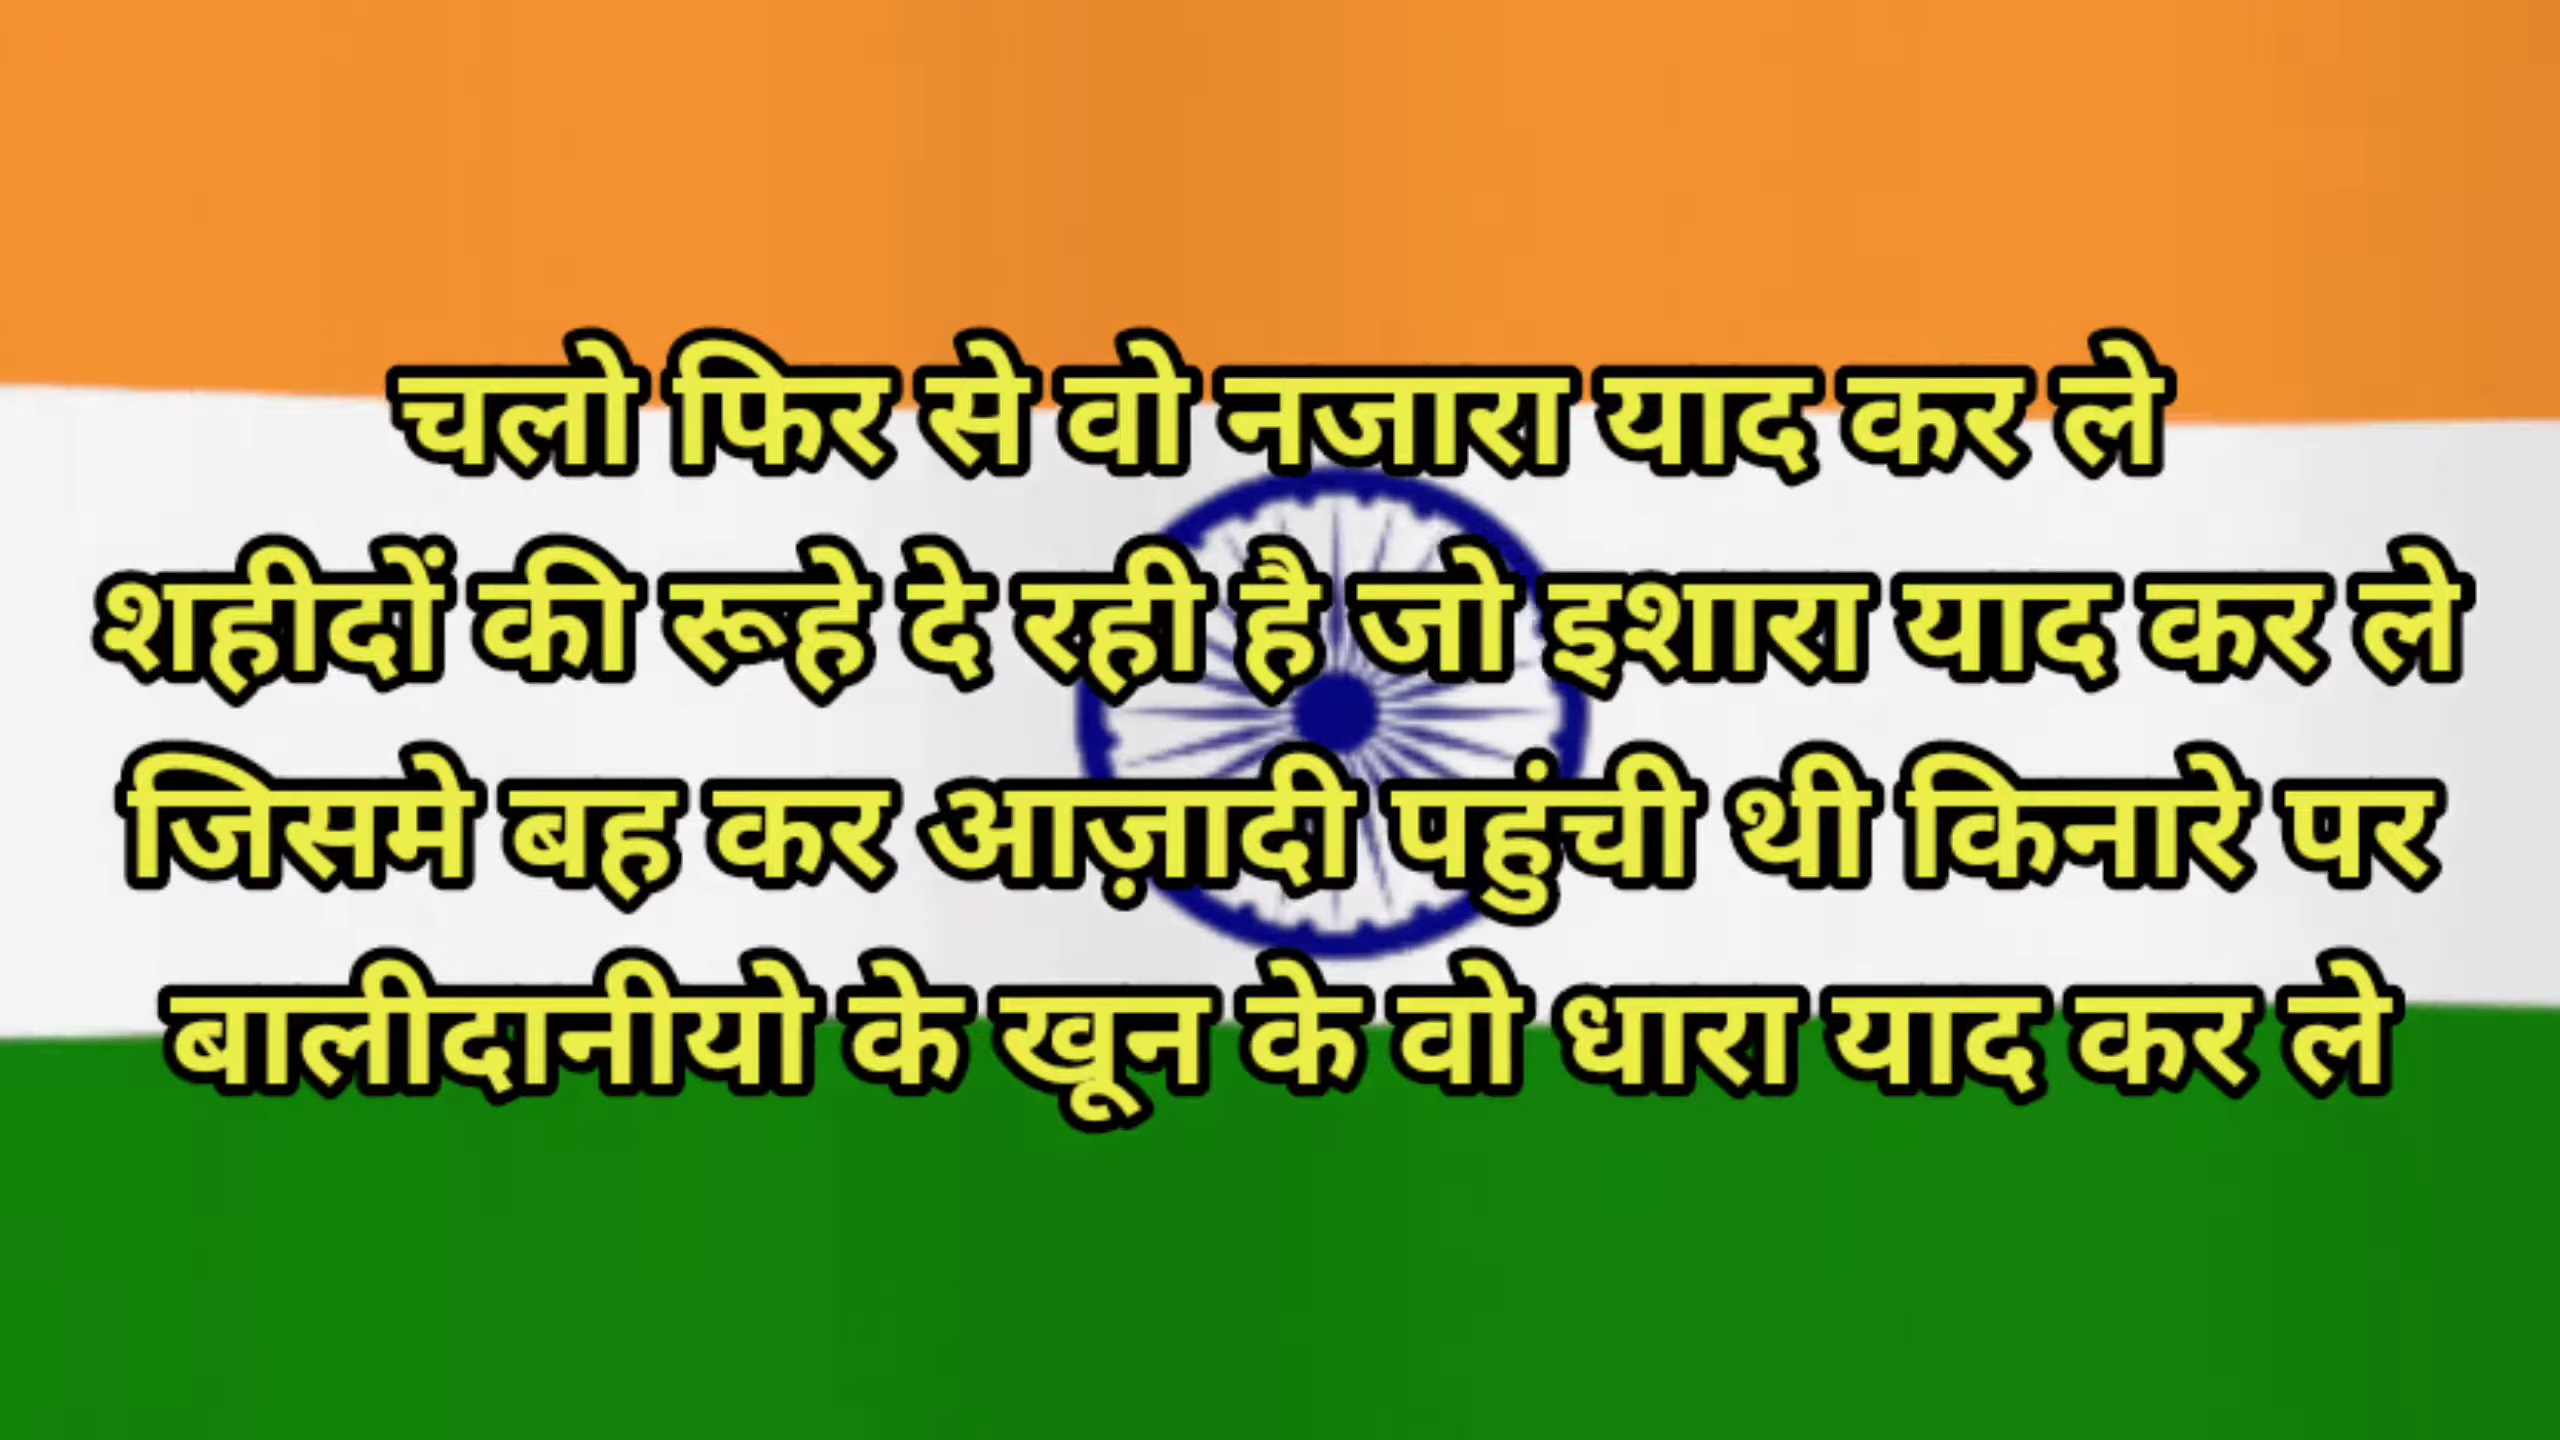 चलो फिर से वो नजारा याद कर ले
शहीदों की रूहे दे रही है जो इशारा याद कर ले
जिसमे बह कर आज़ादी पहुंची थी किनारे पर
बालीदानीयो के खून के वो धारा याद कर ले